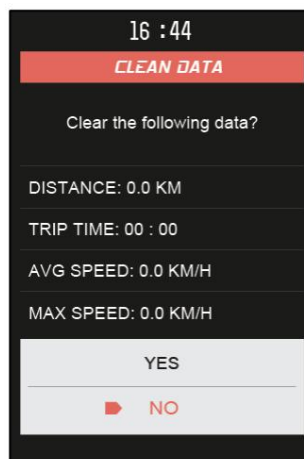 16 :44
CLEAN DATA
Clear the following data?
DISTANCE: 0.0 KM
TRIP TIME: 00 : 00
AVG SPEED: 0.0 KM/H
MAX SPEED: 0.0 KM/H
YES
NO